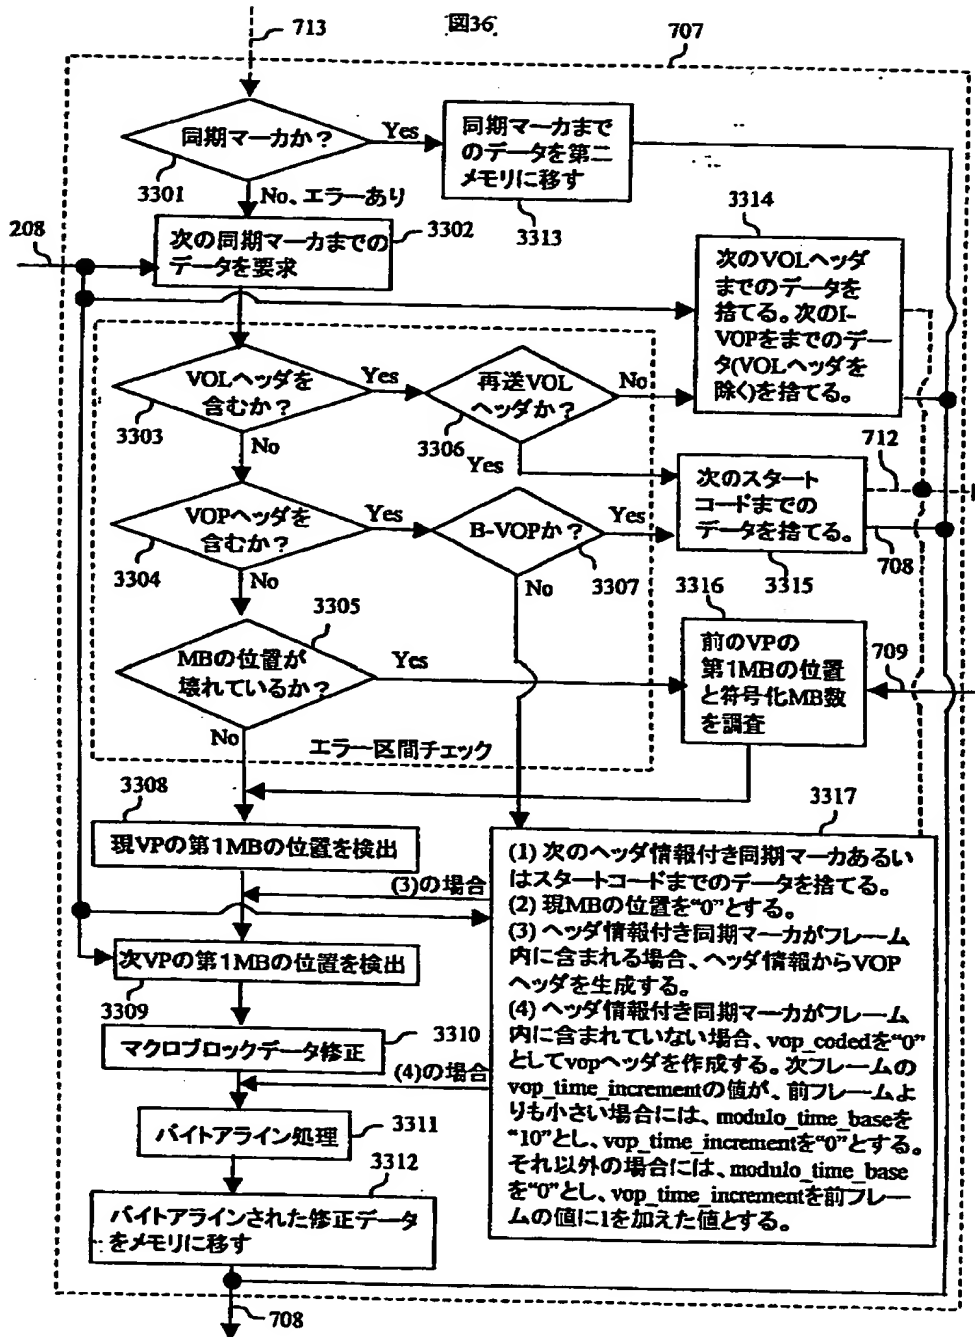 図36
713
707
同期マーカか?
Yes
同期マーカまで
のデータを第二
メモリに移す
3301
No、エラーあり
3313
3314
208
次の同期マーカまでの
データを要求
3302
次のVOLヘッダ
までのデータを
捨てる。次のI-
VOPをまでのデー
タ(VOLヘッダを
除く)を捨てる。
VOLヘッダを
含むか?
Yes
再送VOL
ヘッダか?
No
3303
No
3306
Yes
712
次のスタート
コードまでの
データを捨てる。
VOPヘッダを
含むか?
Yes
B-VOPか?
Yes
708
3304
No
3307
3315
No
3316
3305
MBの位置が
壊れているか?
Yes
前のVPの
第1MBの位置
と符号化MB数
を調査
709
No
エラー区間チェック
3308
3317
現VPの第1MBの位置を検出
(3)の場合
(1) 次のヘッダ情報付き同期マーカあるい
はスタートコードまでのデータを捨てる。
(2) 現MBの位置を“0”とする。
(3) ヘッダ情報付き同期マーカがフレーム
内に含まれる場合、ヘッダ情報からVOP
ヘッダを生成する。
(4) ヘッダ情報付き同期マーカがフレーム
内に含まれていない場合、vop_codedを“0”
としてvopヘッダを作成する。次フレームの
vop_time_incrementの値が、前フレームよ
りも小さい場合には、modulo_time_baseを
“10”とし、vop_time_incrementを“0”とする。
それ以外の場合には、modulo_time_base
を“0”とし、vop_time_incrementを前フレー
ムの値に1を加えた値とする。
次VPの第1MBの位置を検出
3309
3310
マクロブロックデータ修正
(4)の場合
バイトアライン処理
3311
3312
バイトアラインされた修正データ
をメモリに移す
708